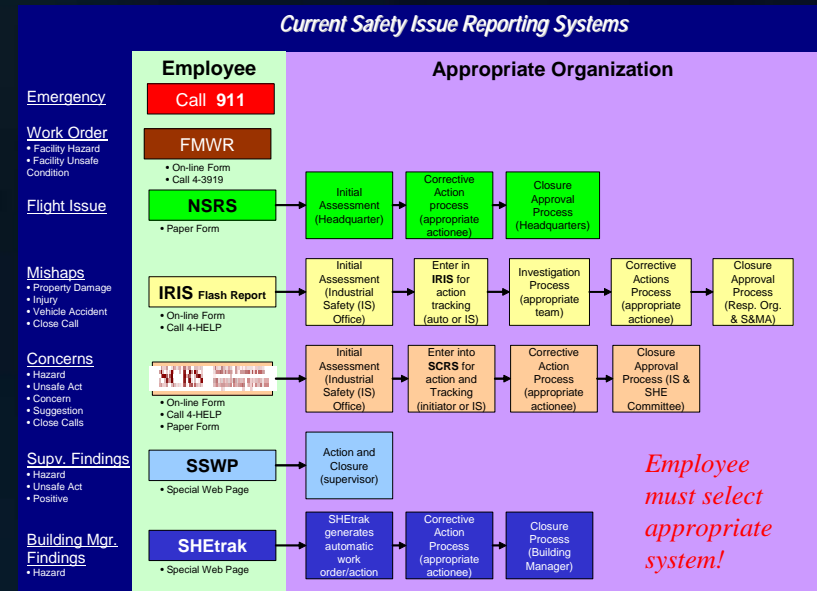 Current Safety Issue Reporting Systems
Employee
Appropriate Organization
Emergency
Call 911
Work Order
• Facility Hazard
• Facility Unsafe
Condition
FMWR
• On-line Form
• Call 4-3919
Flight Issue
NSRS
• Paper Form
Initial
Assessment
(Headquarter)
Corrective
Action
process
(appropriate
actionee)
Closure
Approval
Process
(Headquarters)
Mishaps
• Property Damage
• Injury
• Vehicle Accident
• Close Call
IRIS Flash Report
• On-line Form
• Call 4-HELP
Initial
Assessment
(Industrial
Safety (IS)
Office)
Enter in
IRIS for
action
tracking
(auto or IS)
Investigation
Process
(appropriate
team)
Corrective
Actions
Process
(appropriate
actionee)
Closure
Approval
Process
(Resp. Org.
& S&MA)
Concerns
• Hazard
• Unsafe Act
• Concern
• Suggestion
• Close Calls
SCRS
• On-line Form
• Call 4-HELP
• Paper Form
Initial
Assessment
(Industrial
Safety (IS)
Office)
Enter into
SCRS for
action and
Tracking
(initiator or IS)
Corrective
Action
Process
(appropriate
actionee)
Closure
Approval
Process (IS &
SHE
Committee)
Supv. Findings
• Hazard
• Unsafe Act
• Positive
SSWP
• Special Web Page
Action and
Closure
(supervisor)
Employee
must select
appropriate
system!
Building Mgr.
Findings
• Hazard
SHEtrak
• Special Web Page
SHEtrak
generates
automatic
work
order/action
Corrective
Action
Process
(appropriate
actionee)
Closure
Process
(Building
Manager)